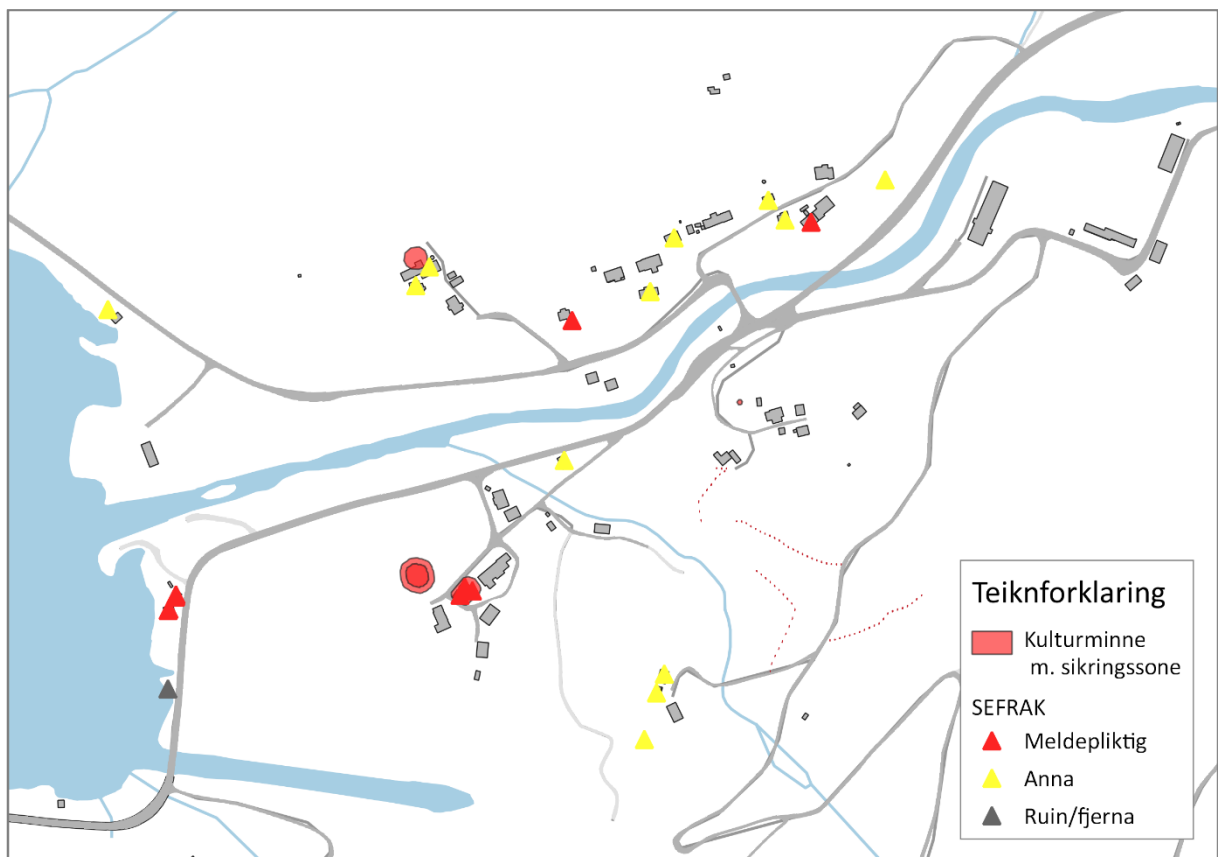 Teiknforklaring
Kulturminne
m. sikringssone
SEFRAK
Meldepliktig
Anna
Ruin/fjerna